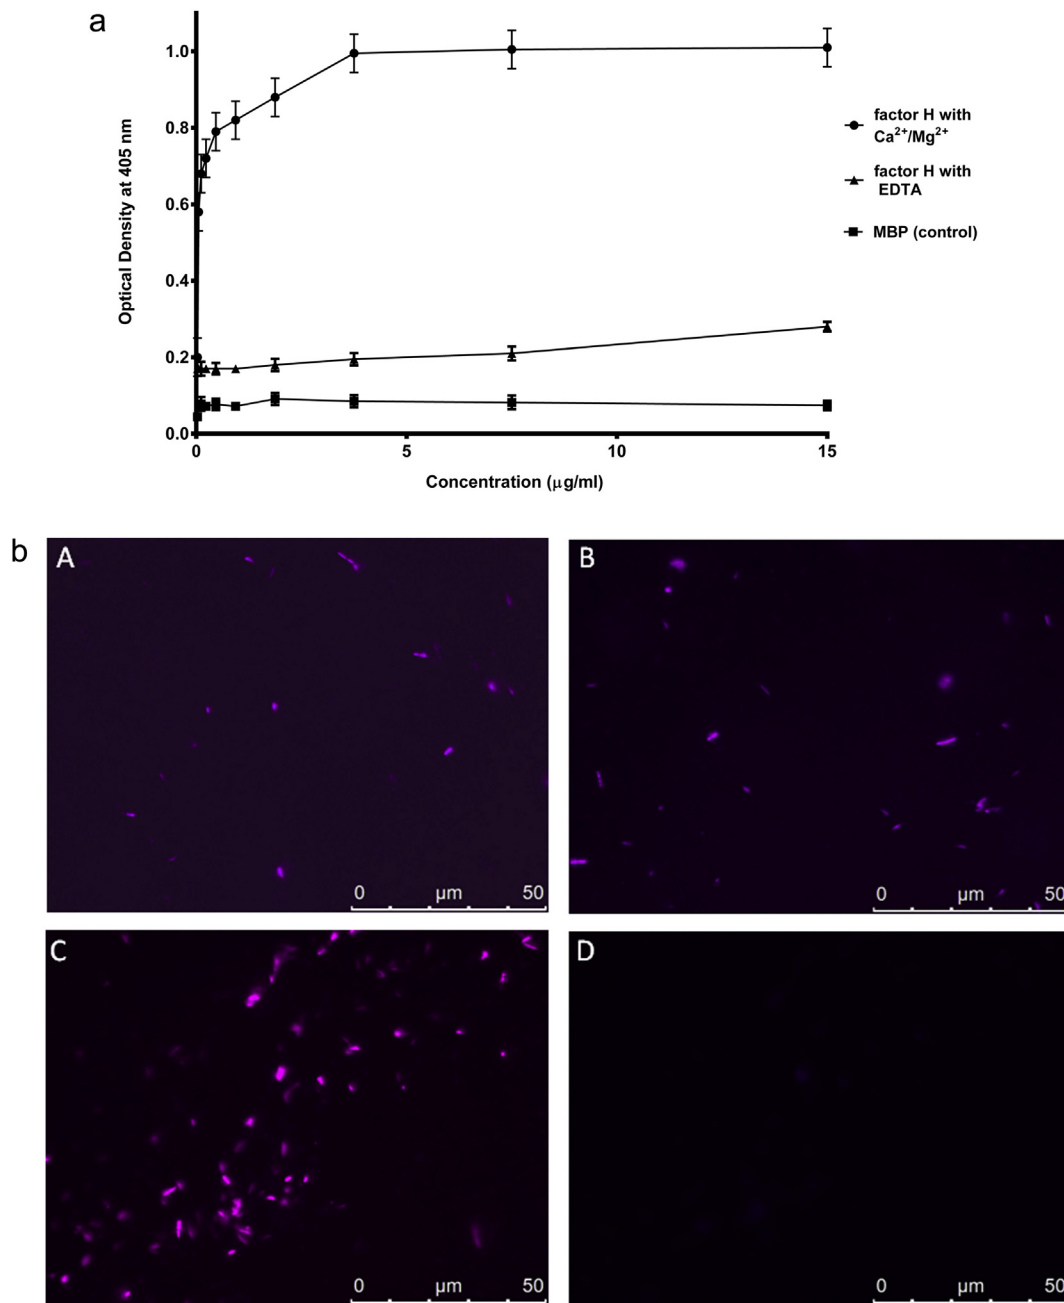 a
1.0
0.8
0.6
0.4
0.2
0.0
0
5
10
15
Optical Density at 405 nm
Concentration (μg/ml)
factor H with
Ca²⁺/Mg²⁺
factor H with
EDTA
MBP (control)
b
A
0 μm 50
B
0 μm 50
C
0 μm 50
D
0 μm 50